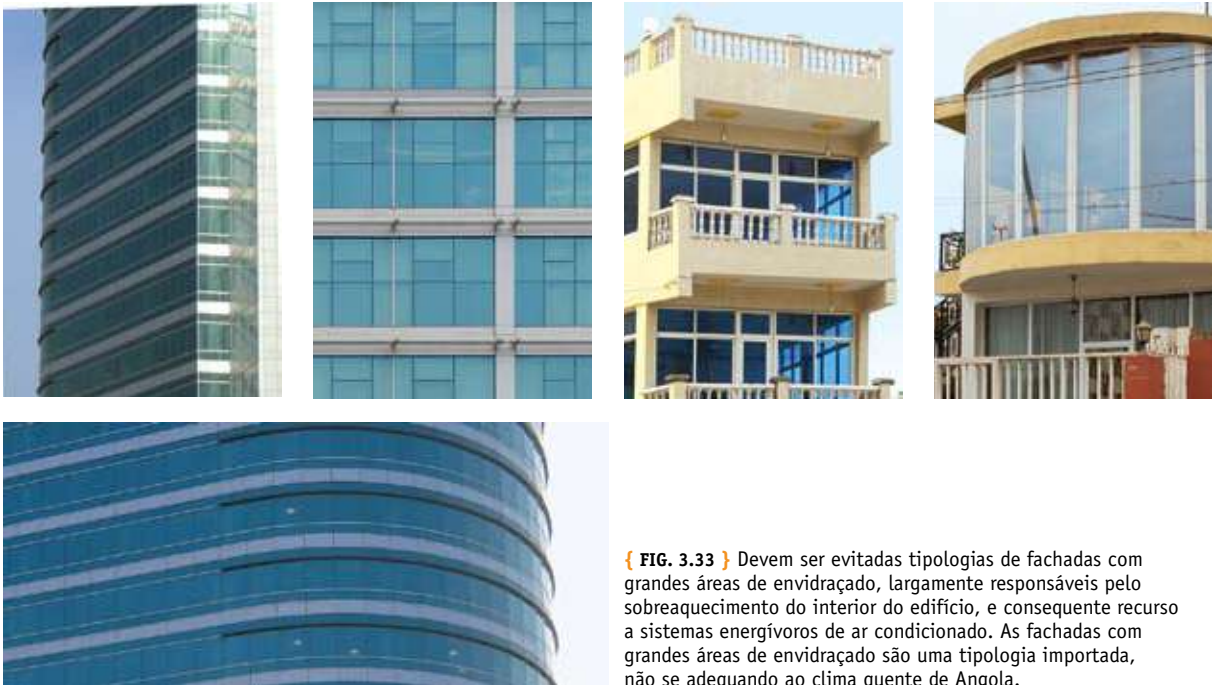 { FIG. 3.33 } Devem ser evitadas tipologias de fachadas com
grandes áreas de envidraçado, largamente responsáveis pelo
sobreaquecimento do interior do edifício, e consequente recurso
a sistemas energívoros de ar condicionado. As fachadas com
grandes áreas de envidraçado são uma tipologia importada,
não se adequando ao clima quente de Angola.